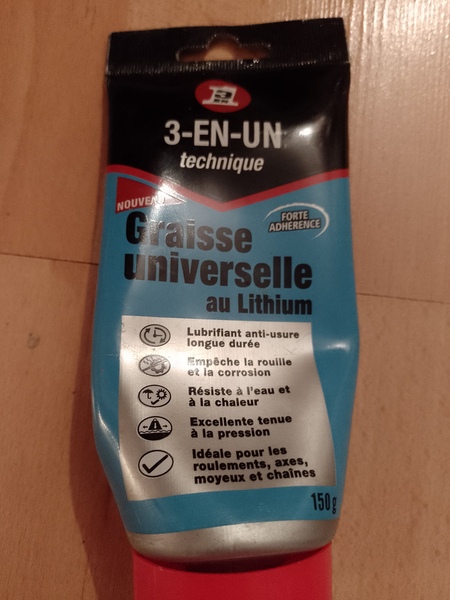 3-EN-UN
technique
NOUVEAU
FORTE
ADHERENCE
Graisse
universelle
au Lithium
Lubrifiant anti-usure
longue durée
Empêche la rouille
et la corrosion
Résiste à l'eau et
à la chaleur
Excellente tenue
à la pression
Idéale pour les
roulements, axes,
moyeux et chaînes
150g